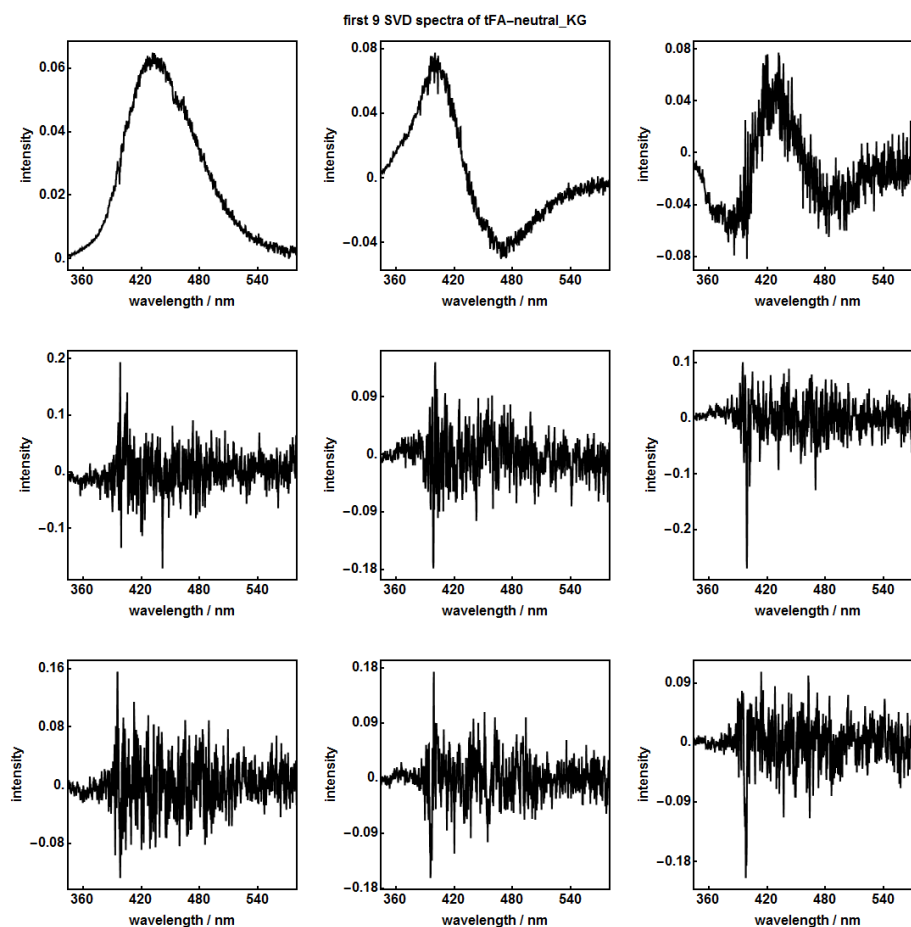 first 9 SVD spectra of tFA–neutral_KG
0.06
0.04
0.02
0.
intensity
360 420 480 540
wavelength / nm
0.08
0.04
0.
−0.04
intensity
360 420 480 540
wavelength / nm
0.08
0.04
0.
−0.04
−0.08
intensity
360 420 480 540
wavelength / nm
0.2
0.1
0.
−0.1
intensity
360 420 480 540
wavelength / nm
0.09
0.
−0.09
−0.18
intensity
360 420 480 540
wavelength / nm
0.1
0.
−0.1
−0.2
intensity
360 420 480 540
wavelength / nm
0.16
0.08
0.
−0.08
intensity
360 420 480 540
wavelength / nm
0.18
0.09
0.
−0.09
−0.18
intensity
360 420 480 540
wavelength / nm
0.09
0.
−0.09
−0.18
intensity
360 420 480 540
wavelength / nm